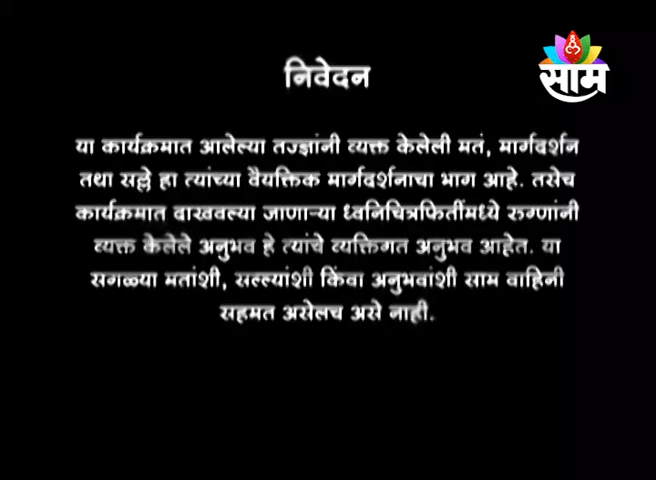 निवेदन
साम
या कार्यक्रमात आलेल्या तज्ज्ञांनी व्यक्त केलेली मतं, मार्गदर्शन
तथा सल्ले हा त्यांच्या वैयक्तिक मार्गदर्शनाचा भाग आहे. तसेच
कार्यक्रमात दाखवल्या जाणाऱ्या ध्वनिचित्रफितींमध्ये रुग्णांनी
व्यक्त केलेले अनुभव हे त्यांचे व्यक्तिगत अनुभव आहेत. या
सगळ्या मतांशी, सल्ल्यांशी किंवा अनुभवांशी साम वाहिनी
सहमत असेलच असे नाही.